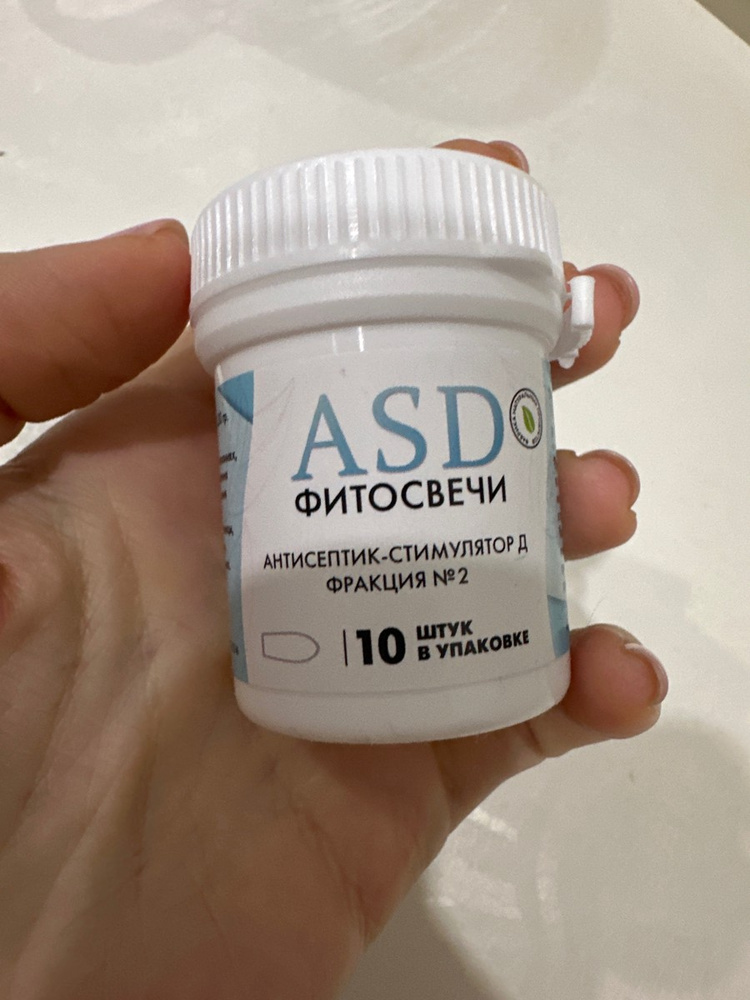 ASD
ФИТОСВЕЧИ
АНТИСЕПТИК-СТИМУЛЯТОР Д
ФРАКЦИЯ №2
10 ШТУК
В УПАКОВКЕ